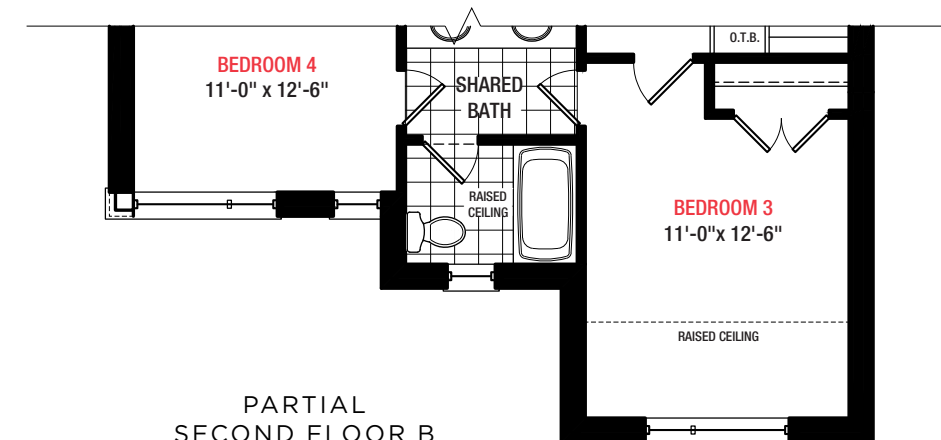 O.T.B.
BEDROOM 4
11'-0" x 12'-6"
SHARED
BATH
RAISED
CEILING
BEDROOM 3
11'-0"x 12'-6"
RAISED CEILING
PARTIAL
SECOND FLOOR B